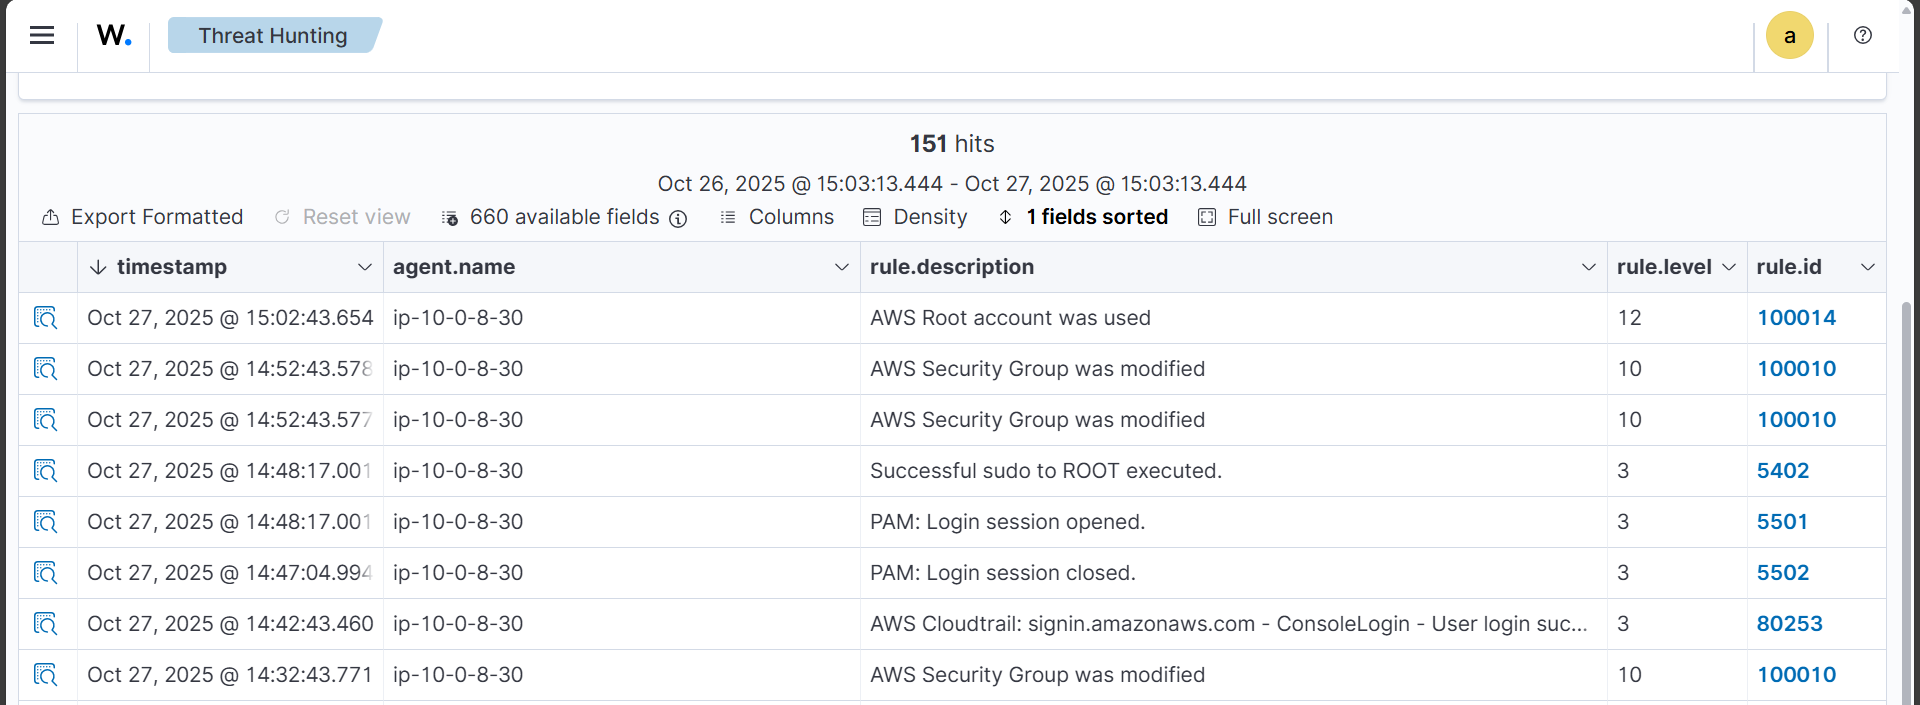 W. Threat Hunting a
151 hits
Oct 26, 2025 @ 15:03:13.444 - Oct 27, 2025 @ 15:03:13.444
Export Formatted Reset view 660 available fields Columns Density 1 fields sorted Full screen
timestamp agent.name rule.description rule.level rule.id
Oct 27, 2025 @ 15:02:43.654 ip-10-0-8-30 AWS Root account was used 12 100014
Oct 27, 2025 @ 14:52:43.578 ip-10-0-8-30 AWS Security Group was modified 10 100010
Oct 27, 2025 @ 14:52:43.577 ip-10-0-8-30 AWS Security Group was modified 10 100010
Oct 27, 2025 @ 14:48:17.001 ip-10-0-8-30 Successful sudo to ROOT executed. 3 5402
Oct 27, 2025 @ 14:48:17.001 ip-10-0-8-30 PAM: Login session opened. 3 5501
Oct 27, 2025 @ 14:47:04.994 ip-10-0-8-30 PAM: Login session closed. 3 5502
Oct 27, 2025 @ 14:42:43.460 ip-10-0-8-30 AWS Cloudtrail: signin.amazonaws.com - ConsoleLogin - User login suc... 3 80253
Oct 27, 2025 @ 14:32:43.771 ip-10-0-8-30 AWS Security Group was modified 10 100010